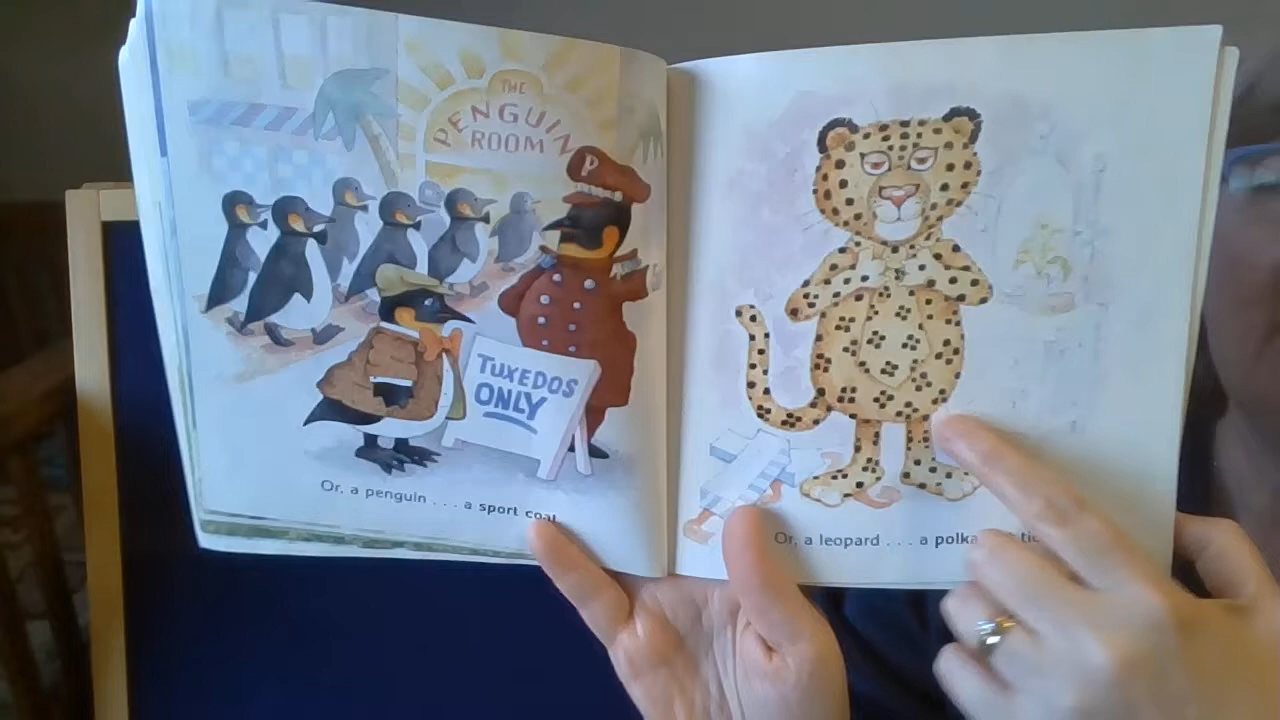 THE
PENGUIN
ROOM
P
TUXEDOS
ONLY
Or, a penguin . . . a sport coat
Or, a leopard . . . a polka